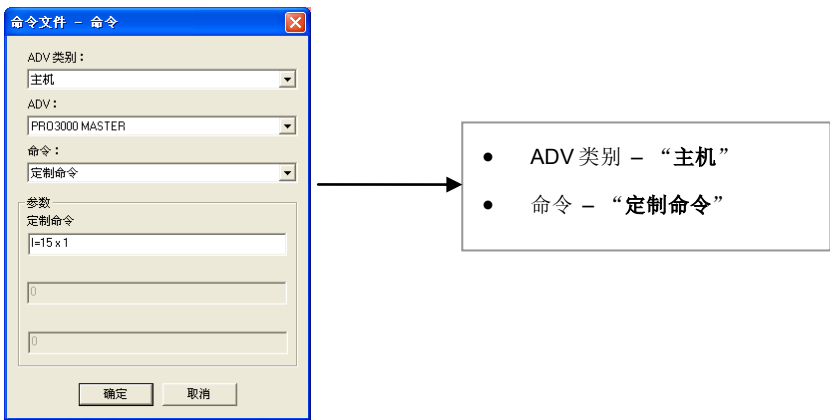 命令文件 - 命令
ADV 类别：
主机
ADV：
PRO3000 MASTER
命令：
定制命令
参数
定制命令
I=15 x 1
0
0
确定 取消
• ADV 类别 – “主机”
• 命令 – “定制命令”